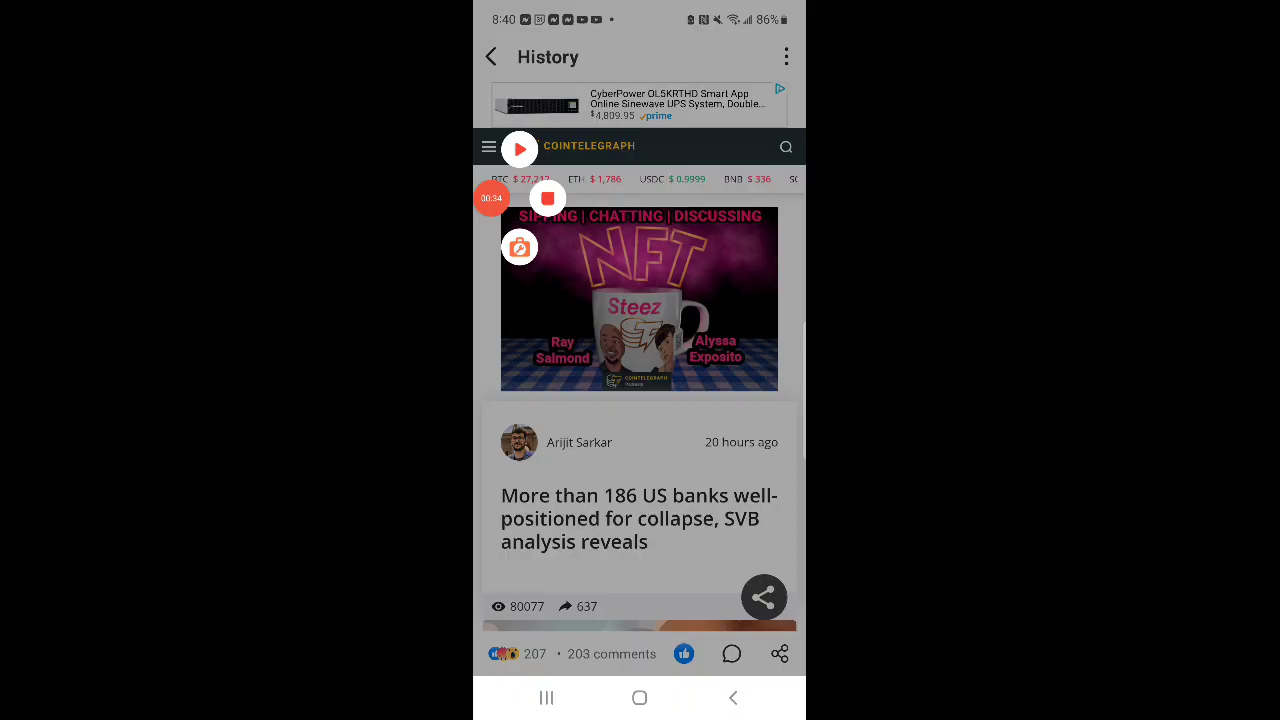 8:40 31 86%
History
CyberPower OL5KRTHD Smart App
Online Sinewave UPS System, Double...
$4,809.95 prime
COINTELEGRAPH
BTC $ 27,217 ETH $ 1,786 USDC $ 0.9999 BNB $ 336
00:34
SIPPING | CHATTING | DISCUSSING
NFT
Steez
Ray
Salmond
Alyssa
Exposito
COINTELEGRAPH
Arijit Sarkar 20 hours ago
More than 186 US banks well-
positioned for collapse, SVB
analysis reveals
80077 637
207 • 203 comments